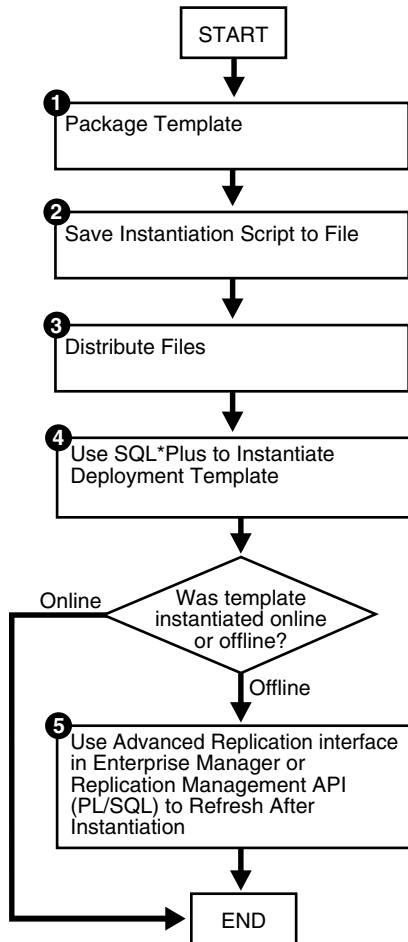 START
1
Package Template
2
Save Instantiation Script to File
3
Distribute Files
4
Use SQL*Plus to Instantiate
Deployment Template
Online
Was template
instantiated online
or offline?
Offline
5
Use Advanced Replication interface
in Enterprise Manager or
Replication Management API
(PL/SQL) to Refresh After
Instantiation
END